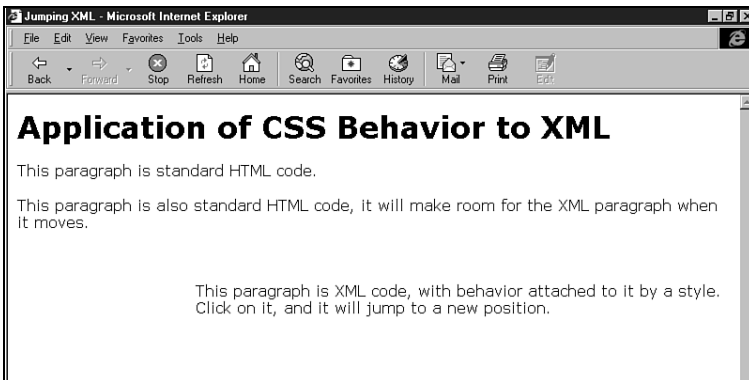 Jumping XML - Microsoft Internet Explorer
File Edit View Favorites Tools Help
Back Forward Stop Refresh Home Search Favorites History Mail Print Edit
Application of CSS Behavior to XML
This paragraph is standard HTML code.
This paragraph is also standard HTML code, it will make room for the XML paragraph when
it moves.
This paragraph is XML code, with behavior attached to it by a style.
Click on it, and it will jump to a new position.